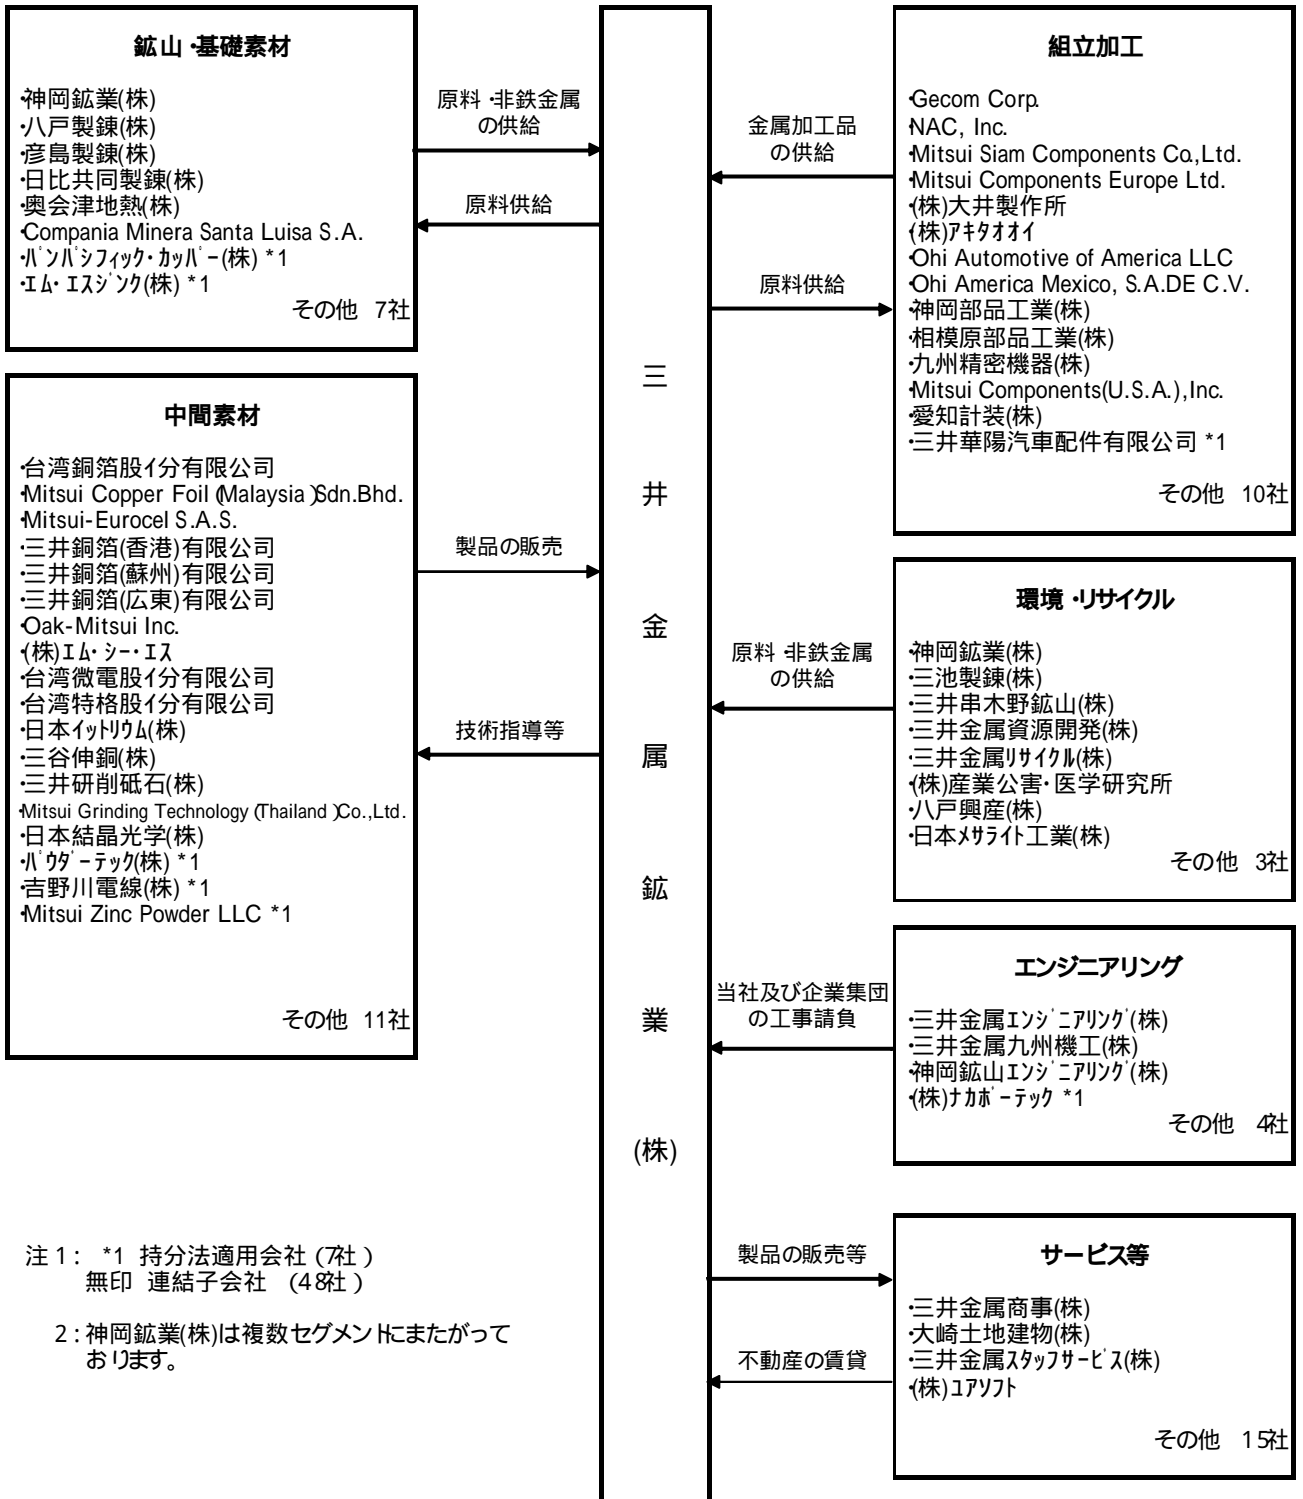 鉱山・基礎素材
・神岡鉱業(株)
・八戸製錬(株)
・彦島製錬(株)
・日比共同製錬(株)
・奥会津地熱(株)
・Compania Minera Santa Luisa S.A.
・パンパシフィック・カッパー(株) *1
・エム・エスジンク(株) *1
その他 7社
原料・非鉄金属
の供給
原料供給
中間素材
・台湾銅箔股イ分有限公司
・Mitsui Copper Foil (Malaysia) Sdn.Bhd.
・Mitsui-Eurocel S.A.S.
・三井銅箔(香港)有限公司
・三井銅箔(蘇州)有限公司
・三井銅箔(広東)有限公司
・Oak-Mitsui Inc.
・(株)エム・シー・エス
・台湾微電股イ分有限公司
・台湾特格股イ分有限公司
・日本イットリウム(株)
・三谷伸銅(株)
・三井研削砥石(株)
・Mitsui Grinding Technology (Thailand) Co.,Ltd.
・日本結晶光学(株)
・パウダーテック(株) *1
・吉野川電線(株) *1
・Mitsui Zinc Powder LLC *1
その他 11社
製品の販売
技術指導等
三
井
金
属
鉱
業
(株)
組立加工
・Gecom Corp.
・NAC, Inc.
・Mitsui Siam Components Co.,Ltd.
・Mitsui Components Europe Ltd.
・(株)大井製作所
・(株)アキタオオイ
・Ohi Automotive of America LLC
・Ohi America Mexico, S.A.DE C.V.
・神岡部品工業(株)
・相模原部品工業(株)
・九州精密機器(株)
・Mitsui Components(U.S.A.),Inc.
・愛知計装(株)
・三井華陽汽車配件有限公司 *1
その他 10社
金属加工品
の供給
原料供給
環境・リサイクル
・神岡鉱業(株)
・三池製錬(株)
・三井串木野鉱山(株)
・三井金属資源開発(株)
・三井金属リサイクル(株)
・(株)産業公害・医学研究所
・八戸興産(株)
・日本メサライト工業(株)
その他 3社
原料・非鉄金属
の供給
エンジニアリング
・三井金属エンジニアリング(株)
・三井金属九州機工(株)
・神岡鉱山エンジニアリング(株)
・(株)ナカボーテック *1
その他 4社
当社及び企業集団
の工事請負
サービス等
・三井金属商事(株)
・大崎土地建物(株)
・三井金属スタッフサービス(株)
・(株)ユアソフト
その他 15社
製品の販売等
不動産の賃貸
注1: *1 持分法適用会社(7社)
無印 連結子会社 (48社)
2:神岡鉱業(株)は複数セグメントにまたがって
おります。